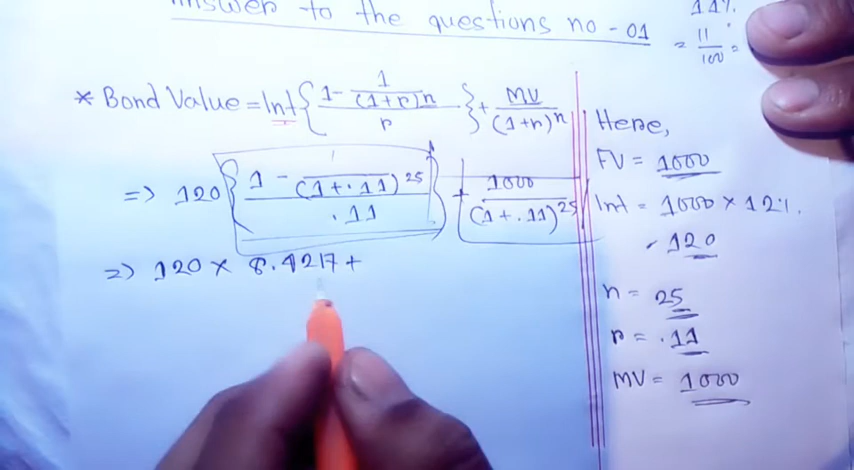 Answer to the questions no - 01
11%
= 11/100 =
* Bond Value = Int { 1 - 1/(1+r)n / r } + MV/(1+r)n
=> 120 { 1 - 1/(1+.11)25 / .11 } + 1000/(1+.11)25
=> 120 × 8.4217 +
Here,
FV = 1000
Int = 1000 × 12%.
= 120
n = 25
r = .11
MV = 1000